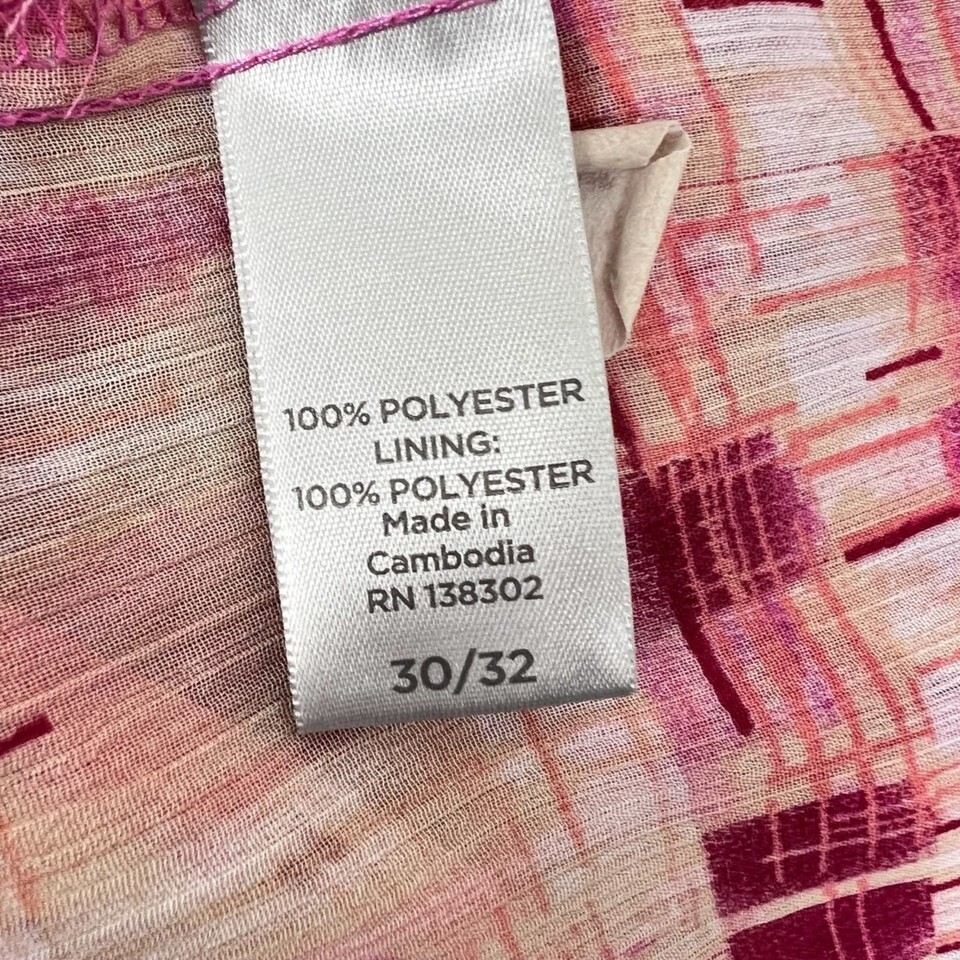 100% POLYESTER
LINING:
100% POLYESTER
Made in
Cambodia
RN 138302
30/32